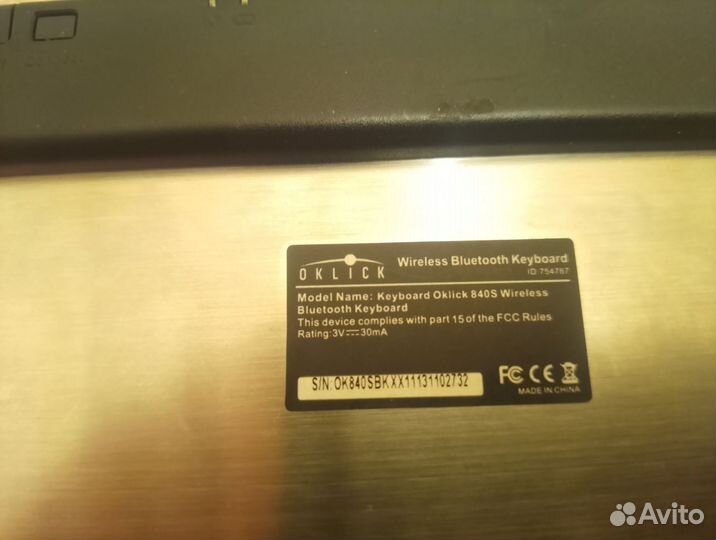 OKLICK
Wireless Bluetooth Keyboard
ID 754787
Model Name: Keyboard Oklick 840S Wireless
Bluetooth Keyboard
This device complies with part 15 of the FCC Rules
Rating: 3V⎓30mA
S/N: OK840SBKXX11131102732
FC CE
MADE IN CHINA
Avito